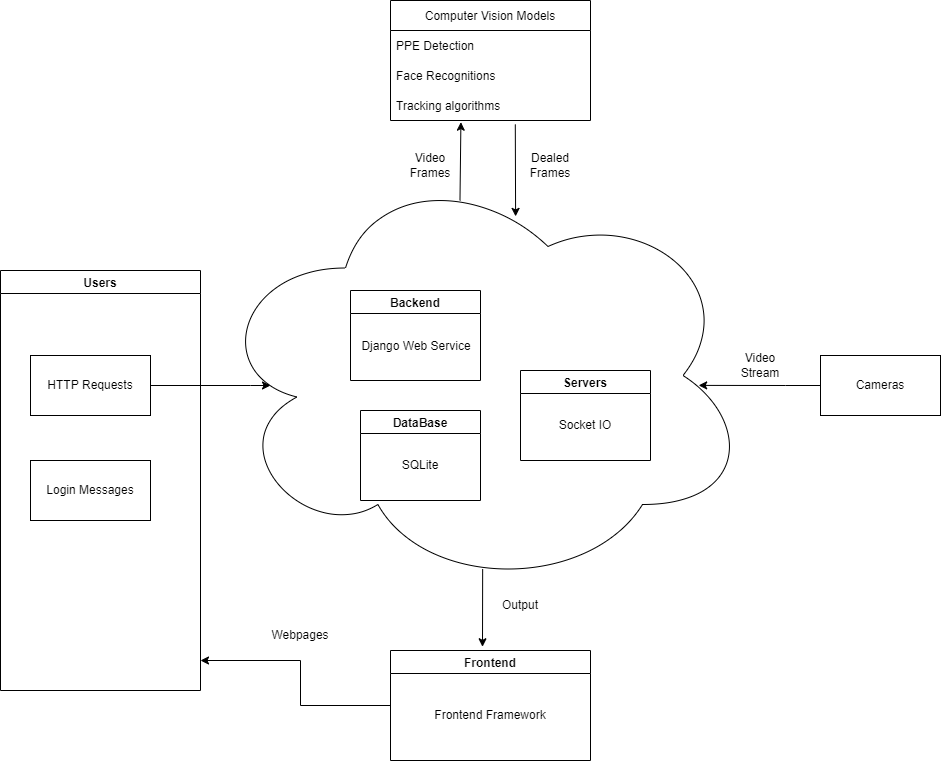 Computer Vision Models
PPE Detection
Face Recognitions
Tracking algorithms
Video
Frames
Dealed
Frames
Users
HTTP Requests
Login Messages
Backend
Django Web Service
DataBase
SQLite
Servers
Socket IO
Video
Stream
Cameras
Output
Webpages
Frontend
Frontend Framework